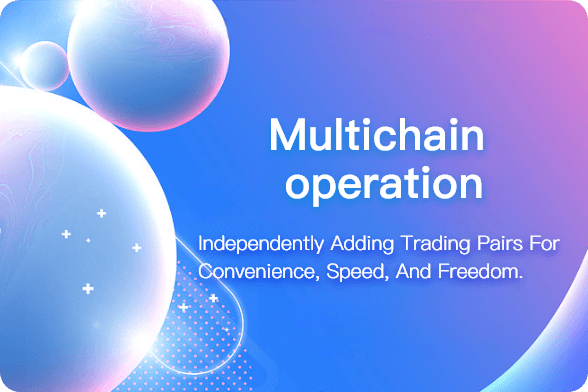 Multichain
operation
Independently Adding Trading Pairs For
Convenience, Speed, And Freedom.